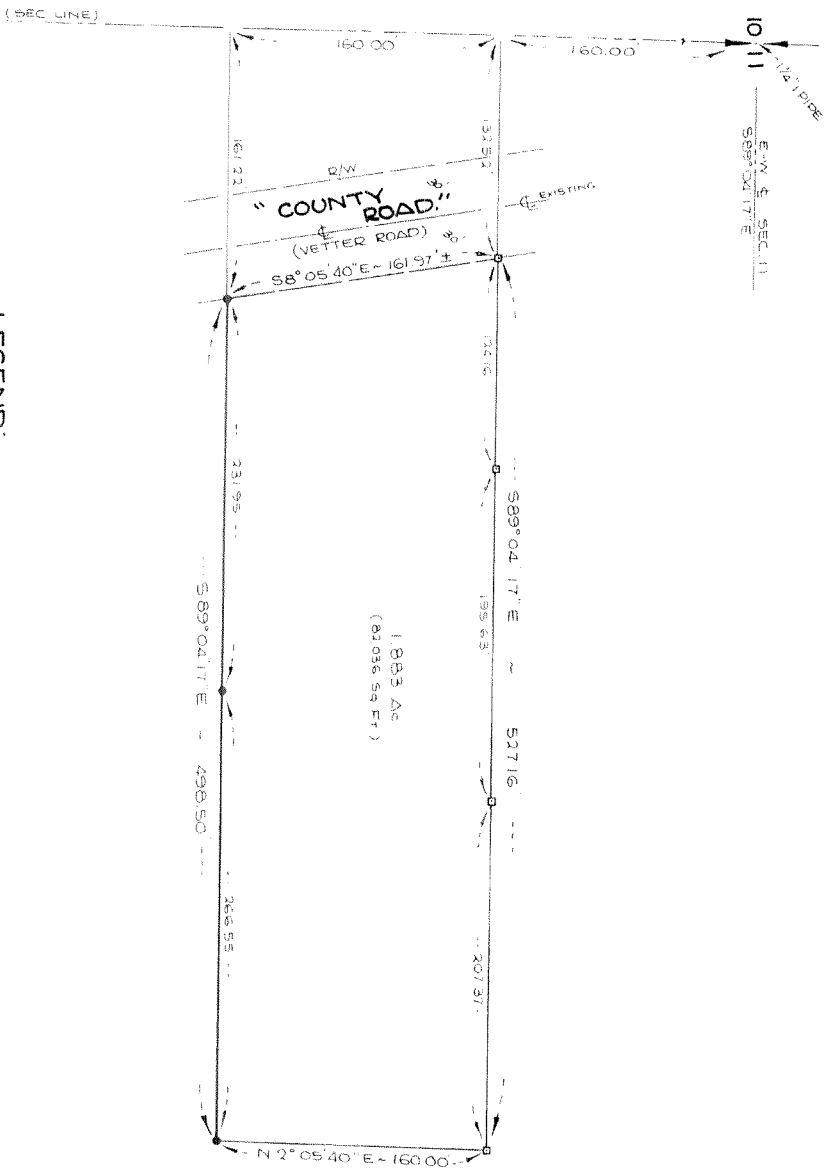 (SEC LINE)
160.00'
160.00'
10
11
1 1/4" I PIPE
E-W ℄ SEC. 11
S89°04'17"E
161.22
132.52'
R/W
"COUNTY
ROAD."
(VETTER ROAD)
℄
℄ EXISTING
S8°05'40"E ~ 161.97' ±
231.95
S89°04'17"E ~ 527.16'
195.63'
1.883 Ac
(82,036 Sq Ft)
S89°04'17"E ~ 498.50'
266.55
207.37
N 2°05'40"E ~ 160.00'
LEGEND: